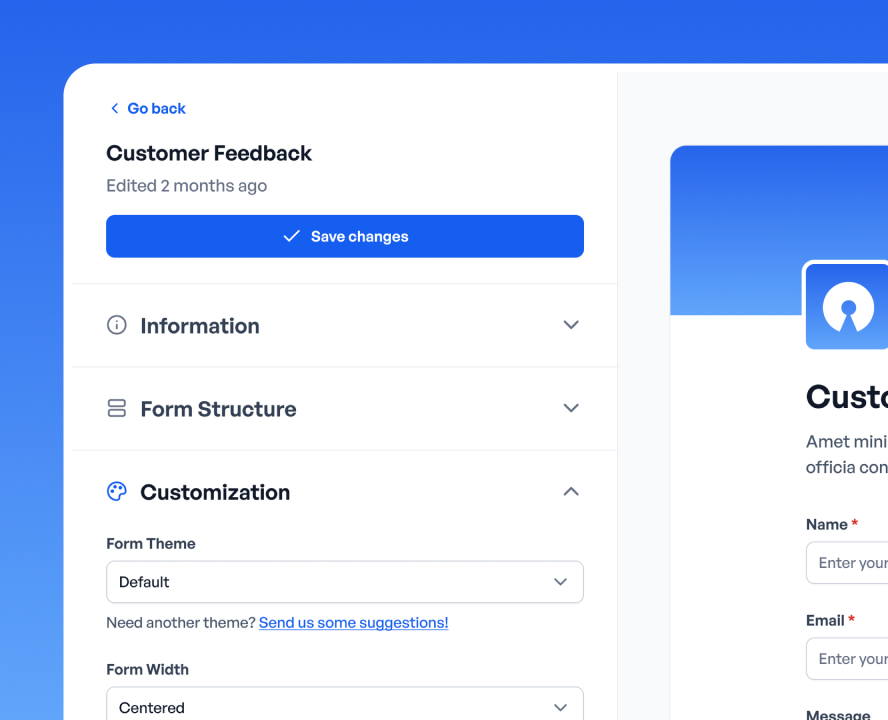 Go back
Customer Feedback
Edited 2 months ago
Save changes
Information
Form Structure
Customization
Form Theme
Default
Need another theme? Send us some suggestions!
Form Width
Centered
Custo
Amet mini
officia con
Name *
Enter your
Email *
Enter your
Message